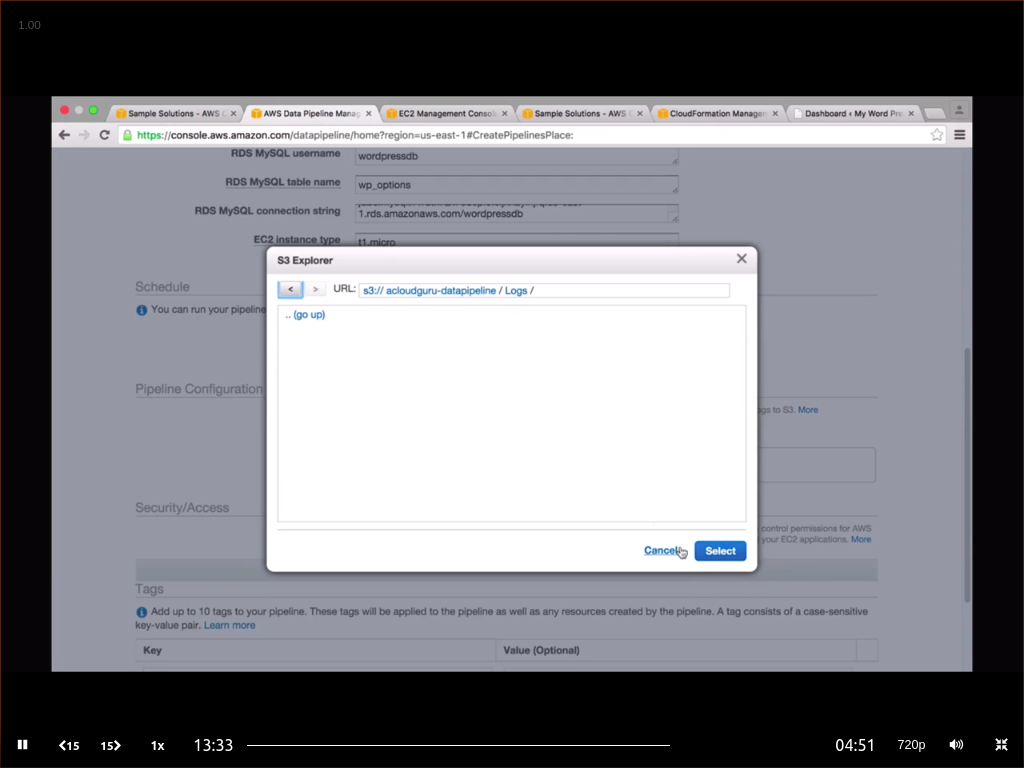 1.00
Sample Solutions - AWS
AWS Data Pipeline Manag
EC2 Management Consol
Sample Solutions - AWS
CloudFormation Managem
Dashboard ‹ My Word Pre
https://console.aws.amazon.com/datapipeline/home?region=us-east-1#CreatePipelinesPlace:
RDS MySQL username wordpressdb
RDS MySQL table name wp_options
RDS MySQL connection string
1.rds.amazonaws.com/wordpressdb
EC2 instance type t1.micro
S3 Explorer
< > URL: s3:// acloudguru-datapipeline / Logs /
.. (go up)
Schedule
You can run your pipeline
Pipeline Configuration
ogs to S3. More
Security/Access
control permissions for AWS
your EC2 applications. More
Cancel Select
Tags
Add up to 10 tags to your pipeline. These tags will be applied to the pipeline as well as any resources created by the pipeline. A tag consists of a case-sensitive
key-value pair. Learn more
Key Value (Optional)
15 15 1x 13:33 04:51 720p